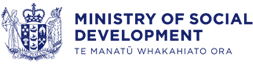 MINISTRY OF SOCIAL
DEVELOPMENT
TE MANATŪ WHAKAHIATO ORA